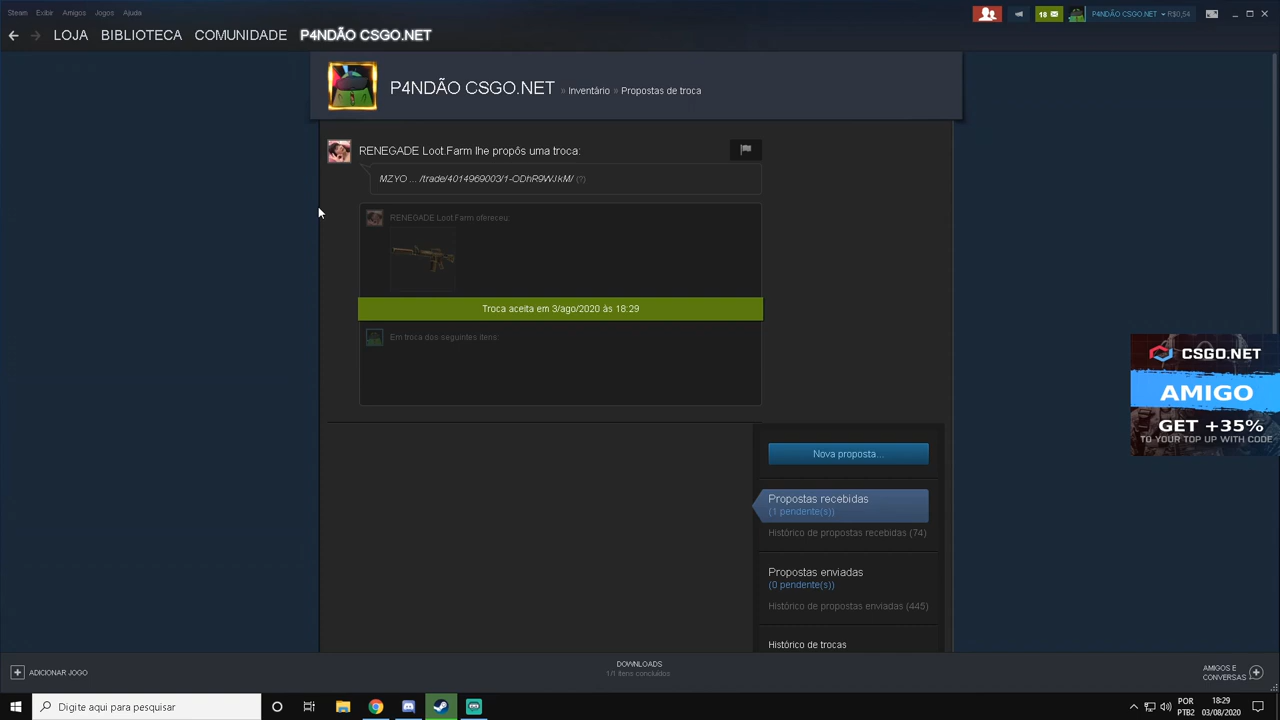 Steam Exibir Amigos Jogos Ajuda
18 P4NDÃO CSGO.NET R$0,54
LOJA BIBLIOTECA COMUNIDADE P4NDÃO CSGO.NET
P4NDÃO CSGO.NET » Inventário » Propostas de troca
RENEGADE Loot.Farm lhe propôs uma troca:
MZYO ... /trade/4014969003/1-ODhR9WJkM/ (?)
RENEGADE Loot.Farm ofereceu:
Troca aceita em 3/ago/2020 às 18:29
Em troca dos seguintes itens:
CSGO.NET
AMIGO
GET +35%
TO YOUR TOP UP WITH CODE
Nova proposta...
Propostas recebidas
(1 pendente(s))
Histórico de propostas recebidas (74)
Propostas enviadas
(0 pendente(s))
Histórico de propostas enviadas (445)
Histórico de trocas
ADICIONAR JOGO
DOWNLOADS
1/1 itens concluídos
AMIGOS E
CONVERSAS
Digite aqui para pesquisar
POR
PTB2
18:29
03/08/2020